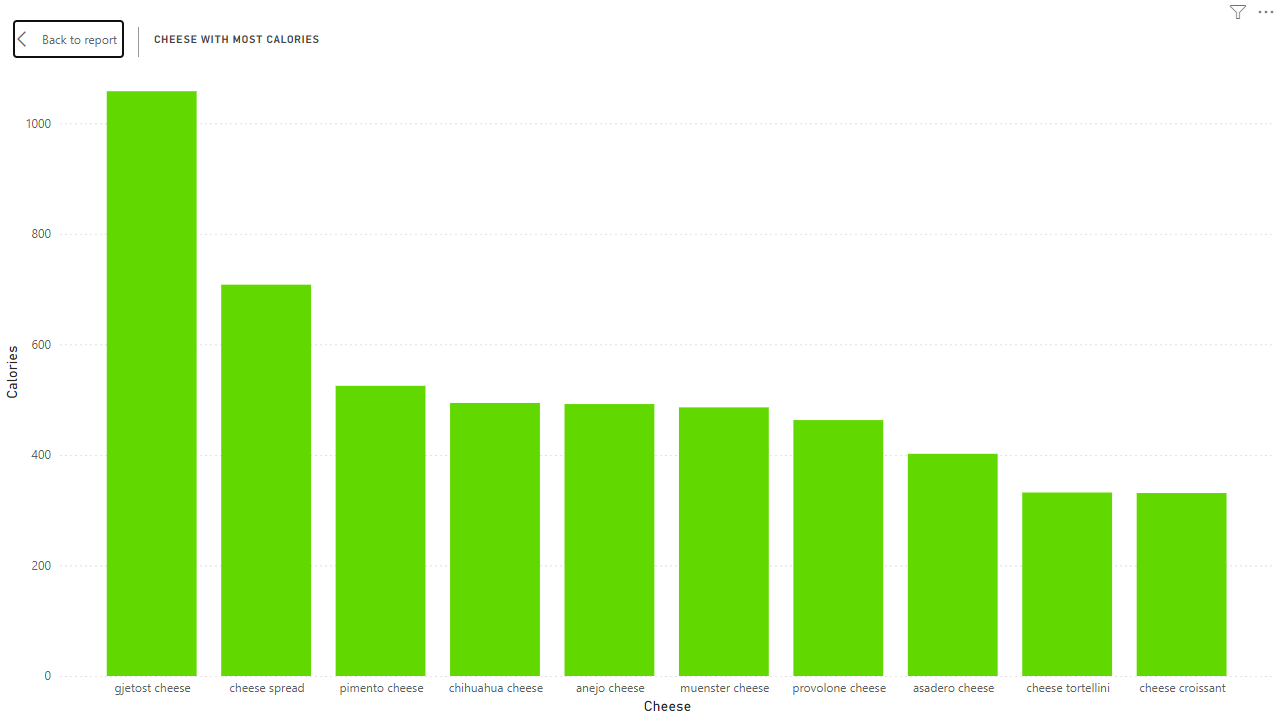 Back to report
CHEESE WITH MOST CALORIES
Calories
1000
800
600
400
200
0
gjetost cheese
cheese spread
pimento cheese
chihuahua cheese
anejo cheese
muenster cheese
provolone cheese
asadero cheese
cheese tortellini
cheese croissant
Cheese